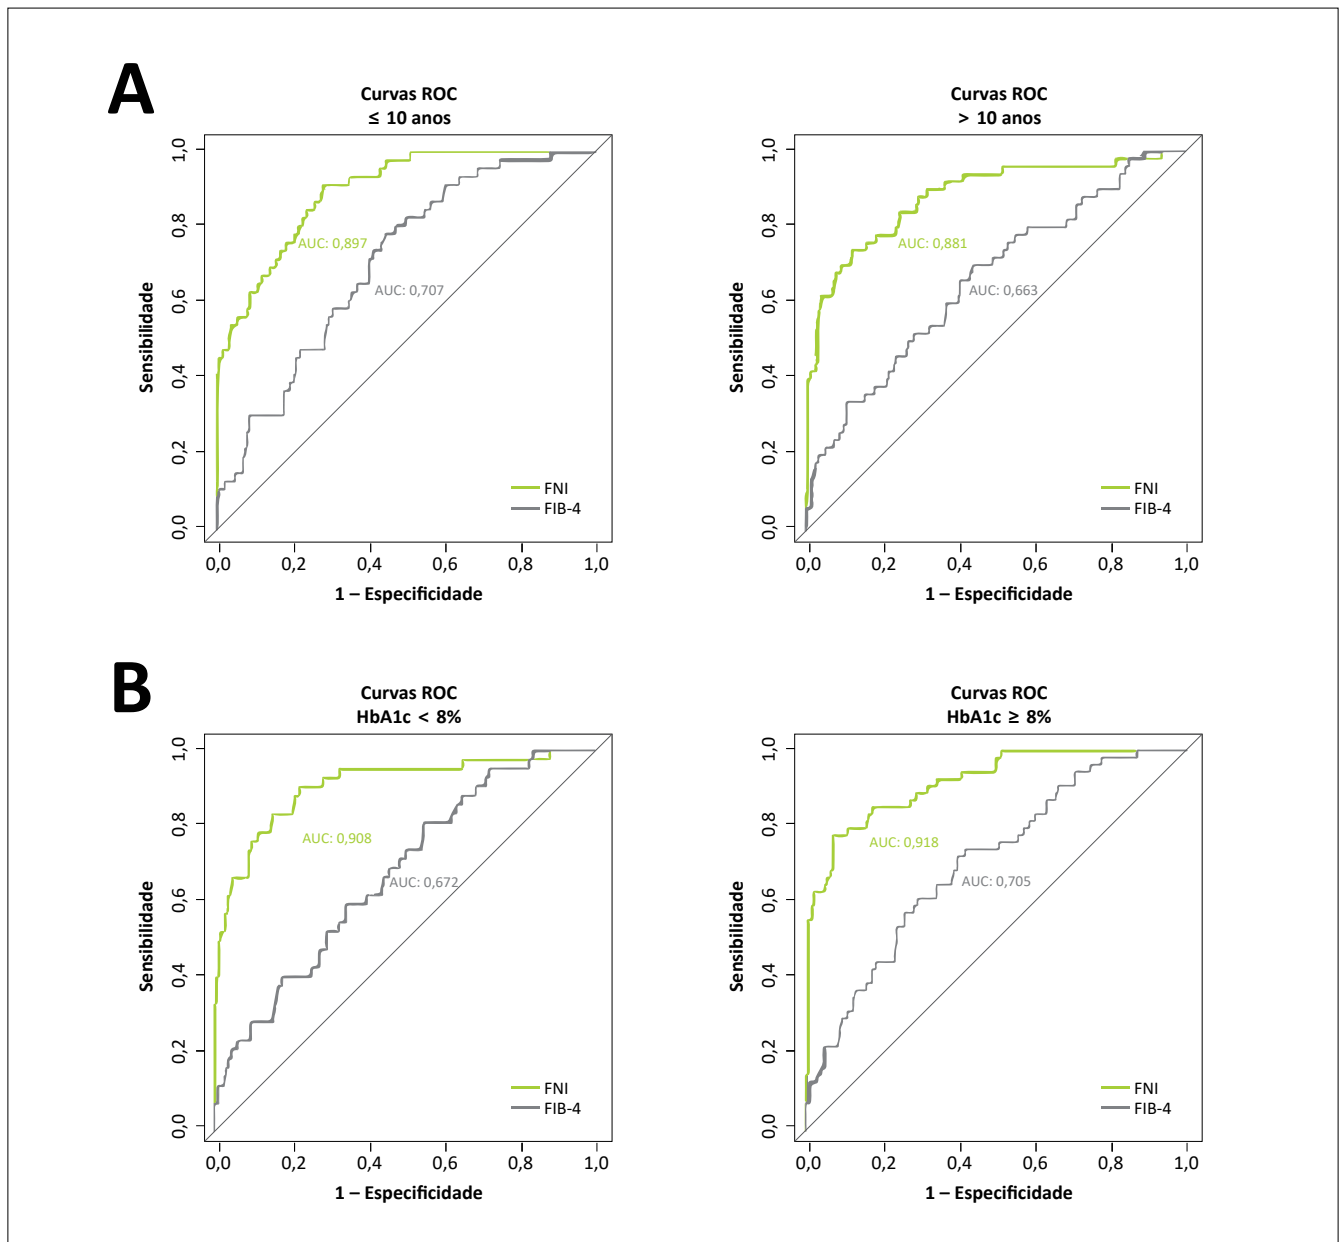 A
Curvas ROC
≤ 10 anos
Sensibilidade
1,0
0,8
0,6
0,4
0,2
0,0
AUC: 0,897
AUC: 0,707
FNI
FIB-4
0,0 0,2 0,4 0,6 0,8 1,0
1 – Especificidade
Curvas ROC
> 10 anos
Sensibilidade
1,0
0,8
0,6
0,4
0,2
0,0
AUC: 0,881
AUC: 0,663
FNI
FIB-4
0,0 0,2 0,4 0,6 0,8 1,0
1 – Especificidade
B
Curvas ROC
HbA1c < 8%
Sensibilidade
1,0
0,8
0,6
0,4
0,2
0,0
AUC: 0,908
AUC: 0,672
FNI
FIB-4
0,0 0,2 0,4 0,6 0,8 1,0
1 – Especificidade
Curvas ROC
HbA1c ≥ 8%
Sensibilidade
1,0
0,8
0,6
0,4
0,2
0,0
AUC: 0,918
AUC: 0,705
FNI
FIB-4
0,0 0,2 0,4 0,6 0,8 1,0
1 – Especificidade